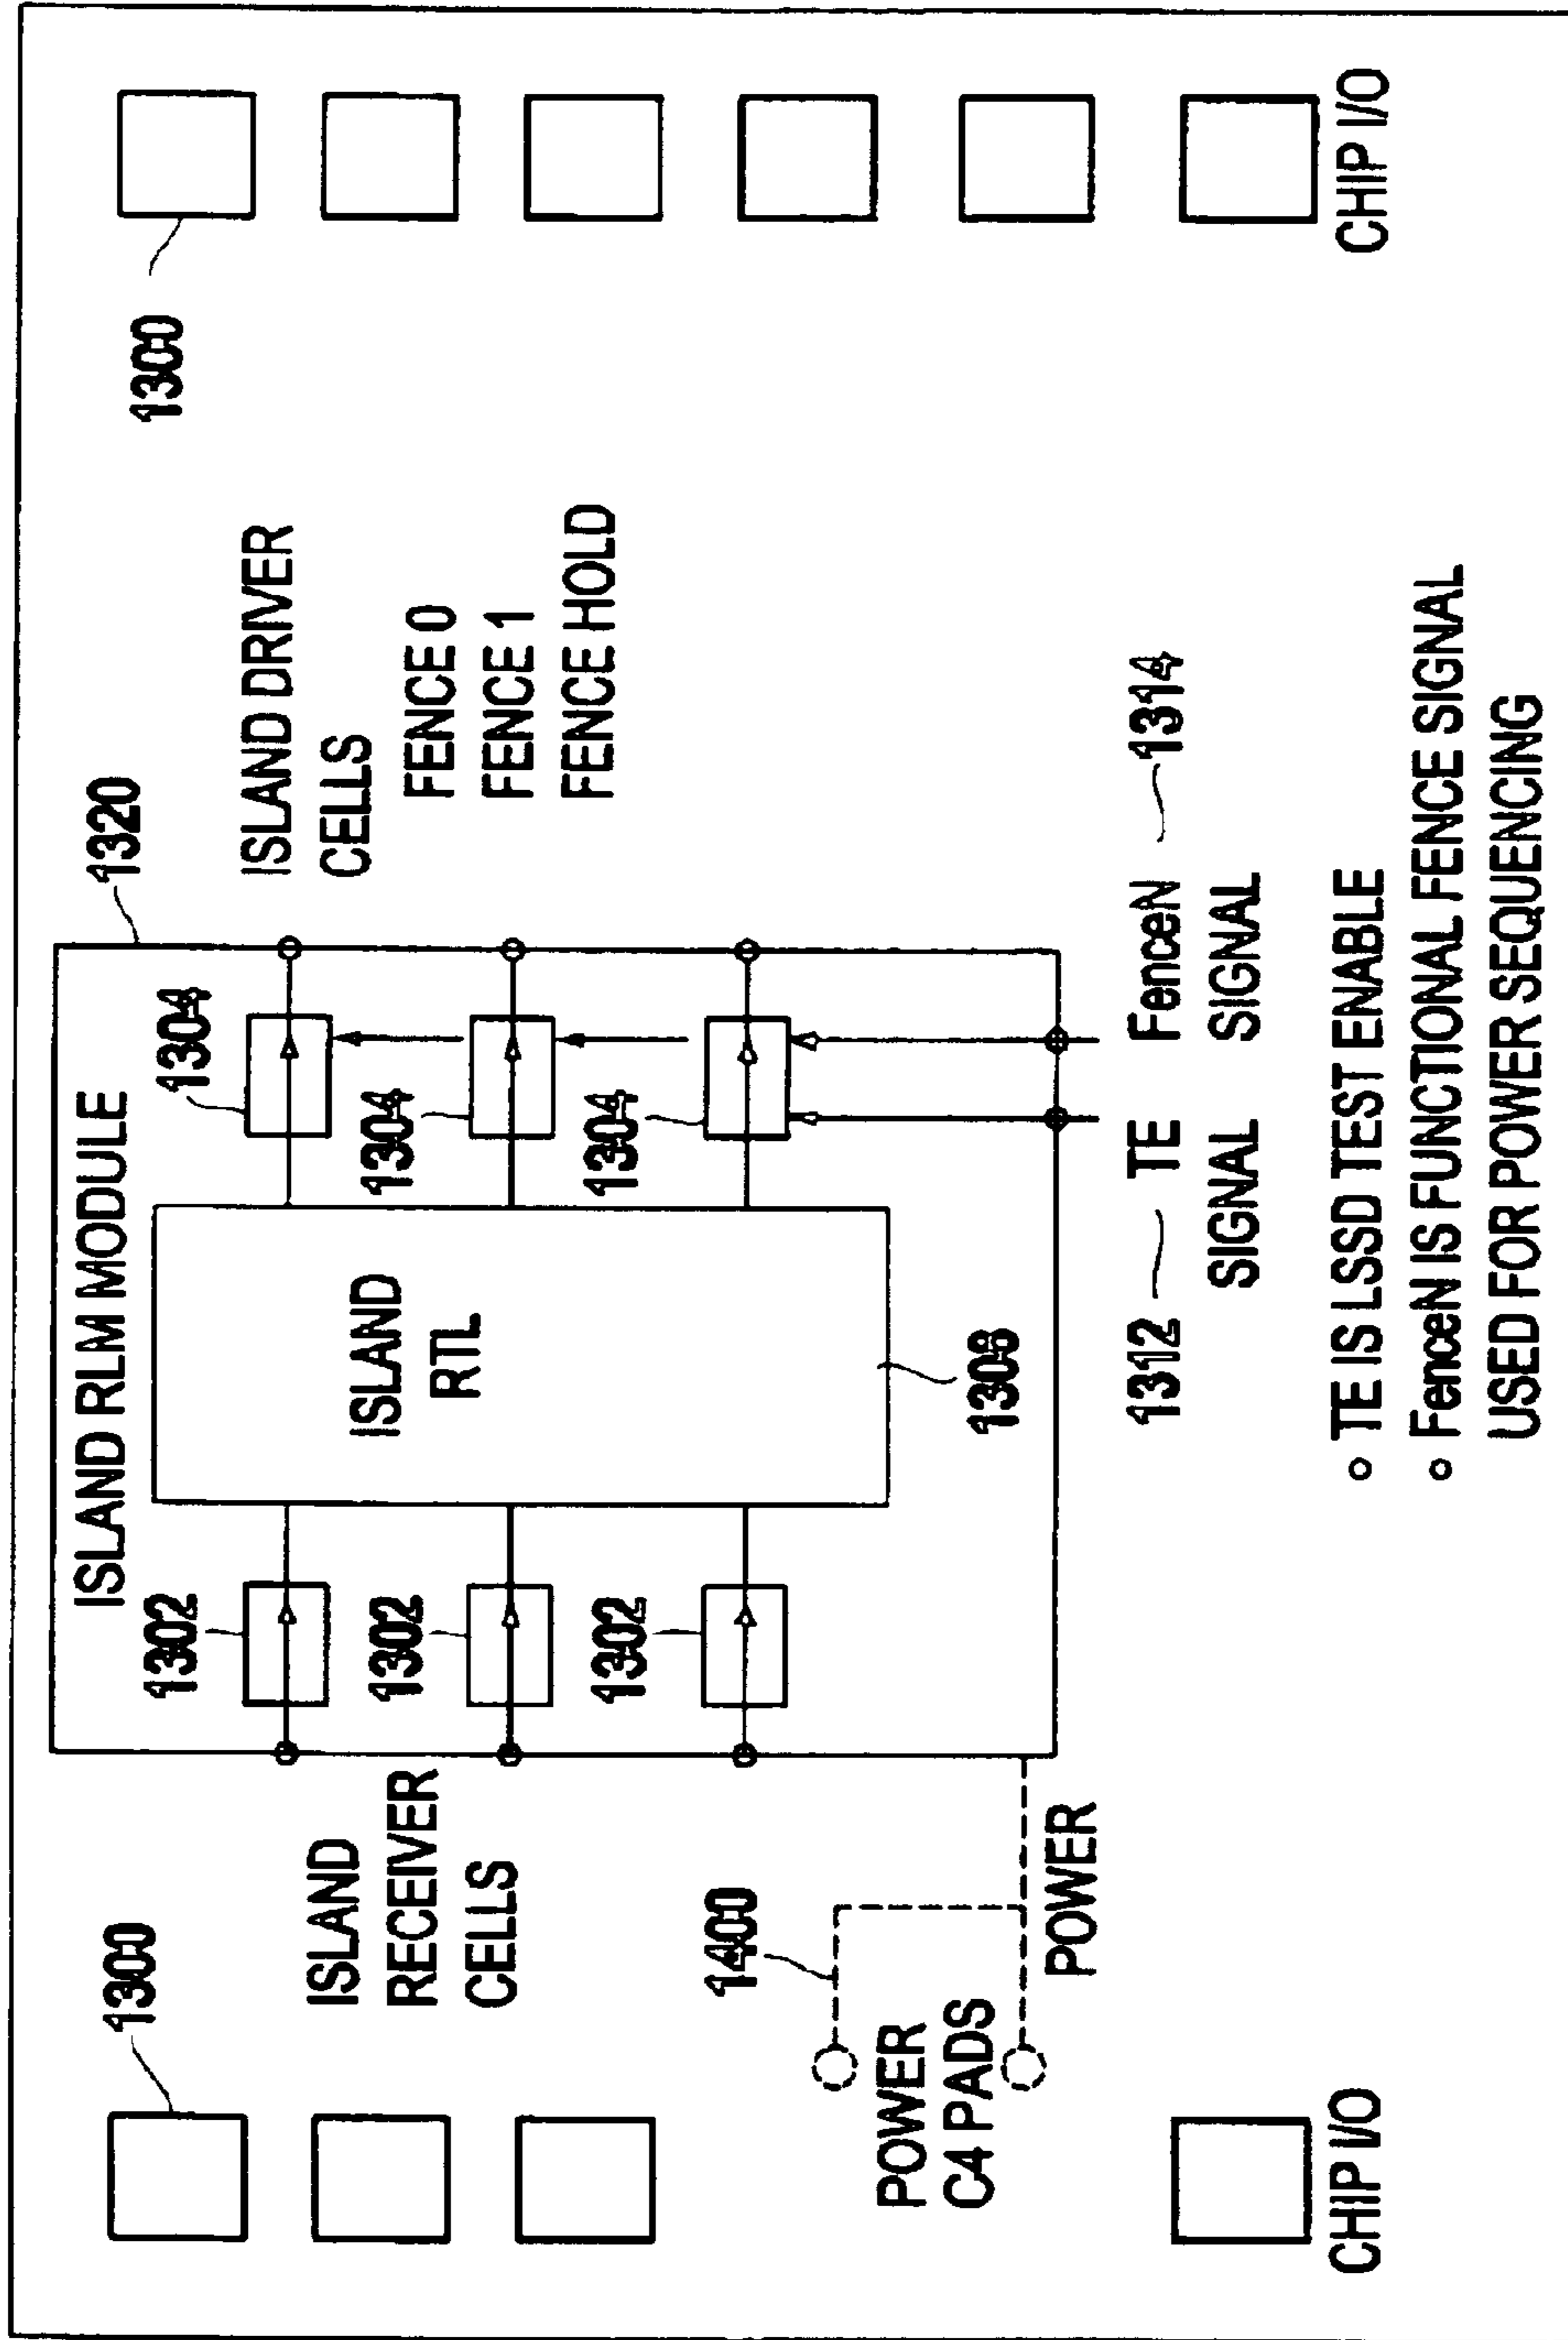 1300
1300
ISLAND RLM MODULE
1320
1302
1302
1302
1304
1304
1304
ISLAND
RTL
1308
ISLAND
RECEIVER
CELLS
ISLAND DRIVER
CELLS
FENCE 0
FENCE 1
FENCE HOLD
1400
POWER
C4 PADS
POWER
1312
TE
SIGNAL
FenceN
SIGNAL
1314
CHIP I/O
CHIP I/O
○ TE IS LSSD TEST ENABLE
○ FenceN IS FUNCTIONAL FENCE SIGNAL
USED FOR POWER SEQUENCING